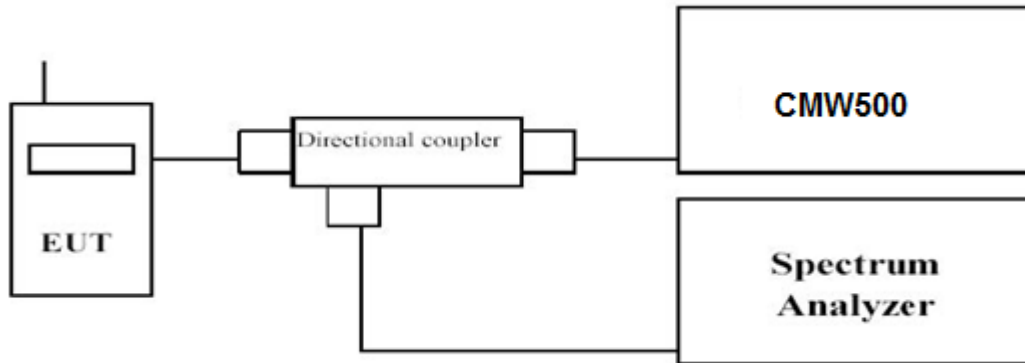 CMW500
Directional coupler
EUT
Spectrum
Analyzer